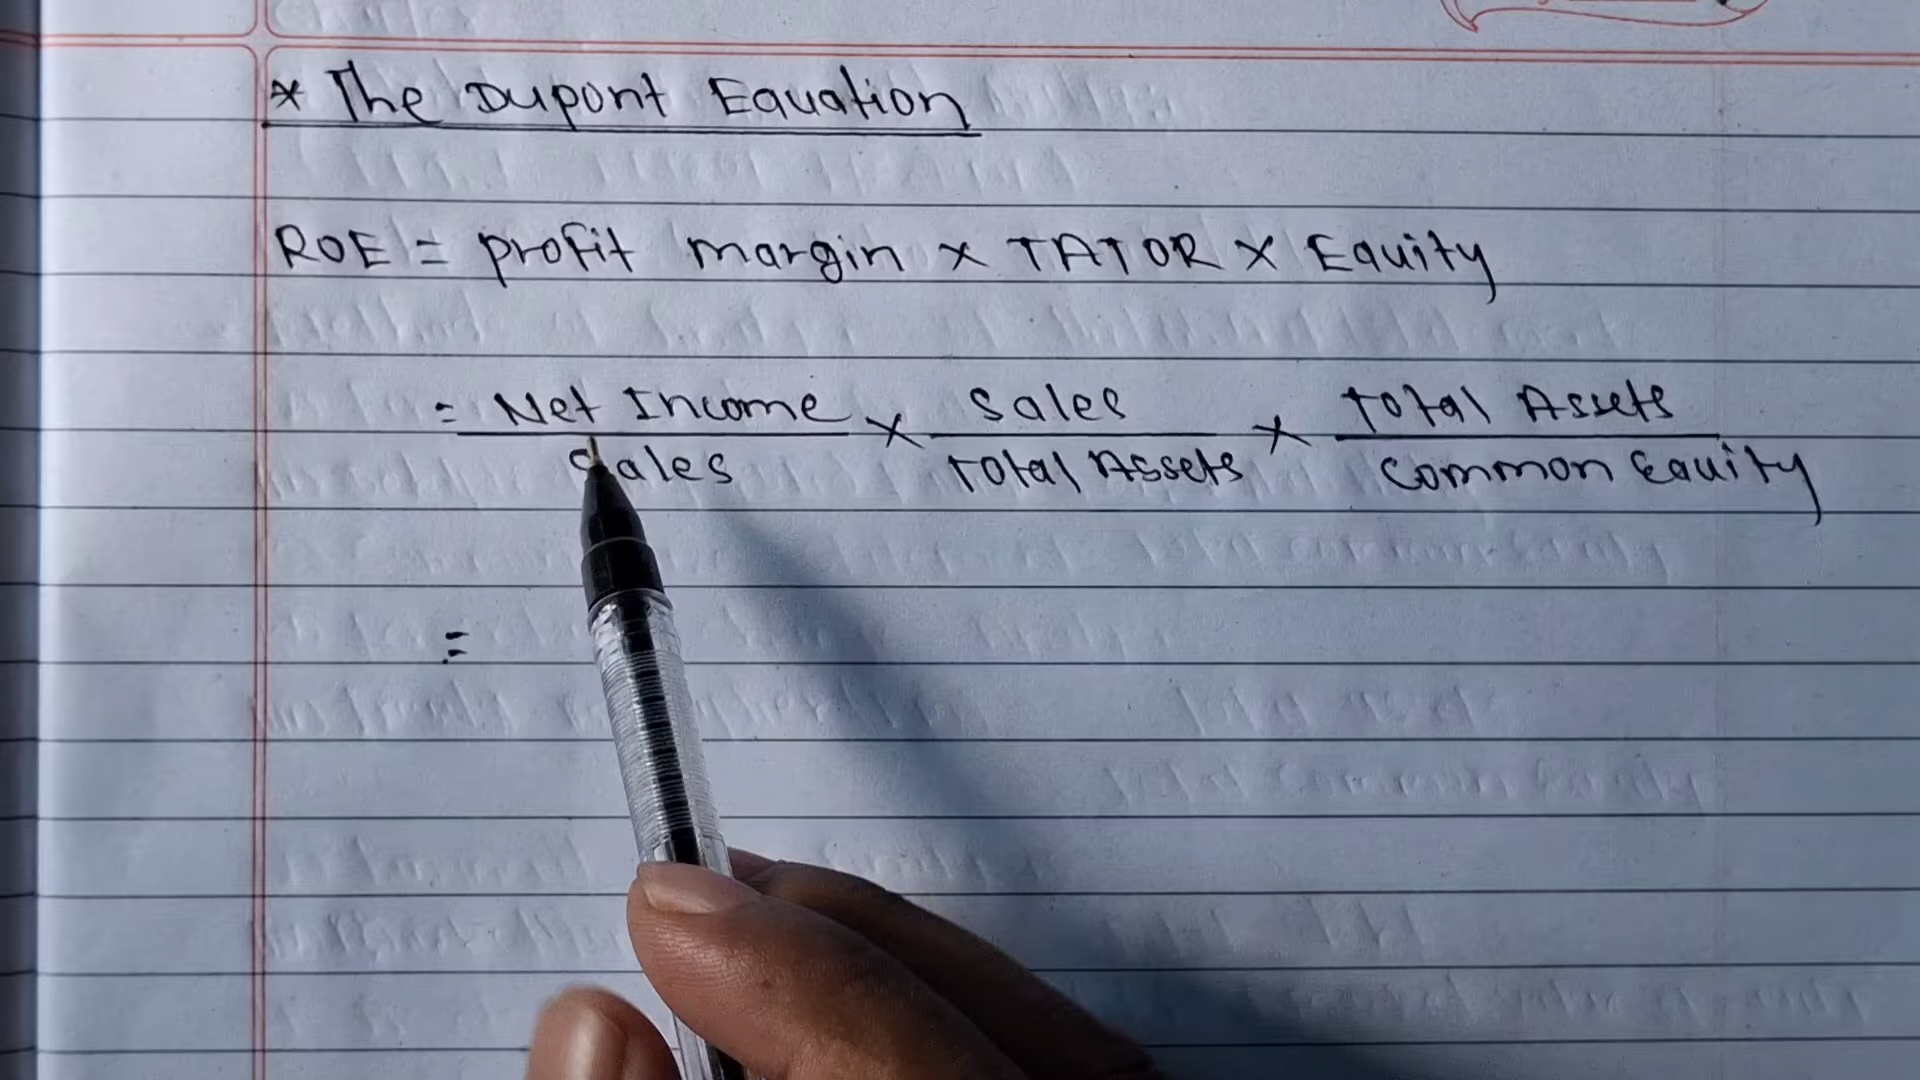 * The Dupont Equation
ROE = profit margin × TATOR × Equity
= Net Income / Sales × Sales / Total Assets × Total Assets / Common Equity
=